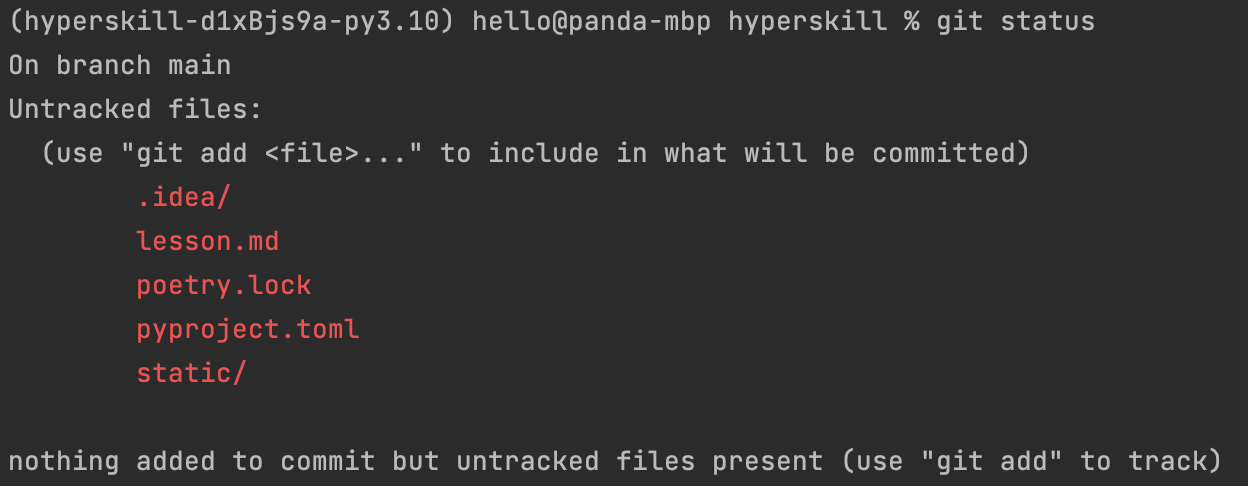 (hyperskill-d1xBjs9a-py3.10) hello@panda-mbp hyperskill % git status
On branch main
Untracked files:
  (use "git add <file>..." to include in what will be committed)
        .idea/
        lesson.md
        poetry.lock
        pyproject.toml
        static/
nothing added to commit but untracked files present (use "git add" to track)